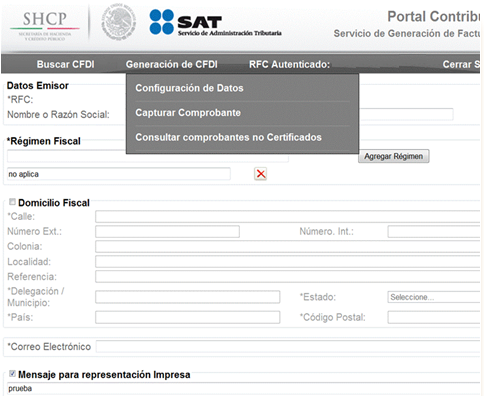 SHCP
SECRETARÍA DE HACIENDA
Y CRÉDITO PÚBLICO
SAT
Servicio de Administración Tributaria
Portal Contribu
Servicio de Generación de Factu
Buscar CFDI Generación de CFDI RFC Autenticado: Cerrar S
Configuración de Datos
Capturar Comprobante
Consultar comprobantes no Certificados
Datos Emisor
*RFC:
Nombre o Razón Social:
*Régimen Fiscal
Agregar Régimen
no aplica
Domicilio Fiscal
*Calle:
Número Ext.: Número. Int.:
Colonia:
Localidad:
Referencia:
*Delegación /
Municipio: *Estado: Seleccione...
*País: *Código Postal:
*Correo Electrónico
Mensaje para representación Impresa
prueba